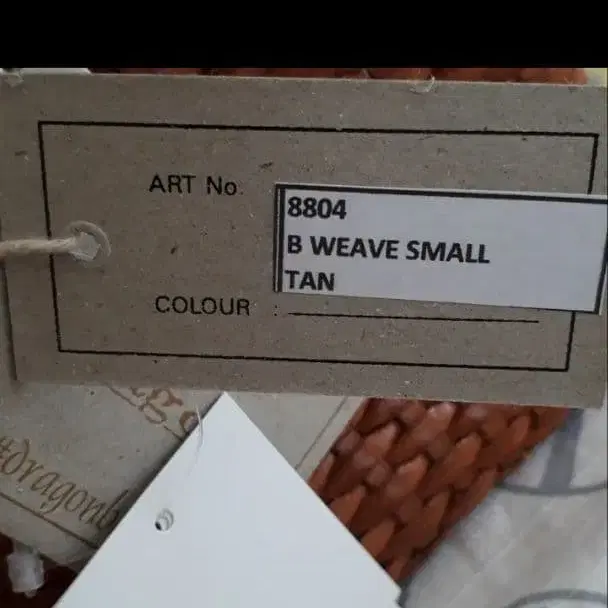 ART No.
8804
B WEAVE SMALL
TAN
COLOUR :